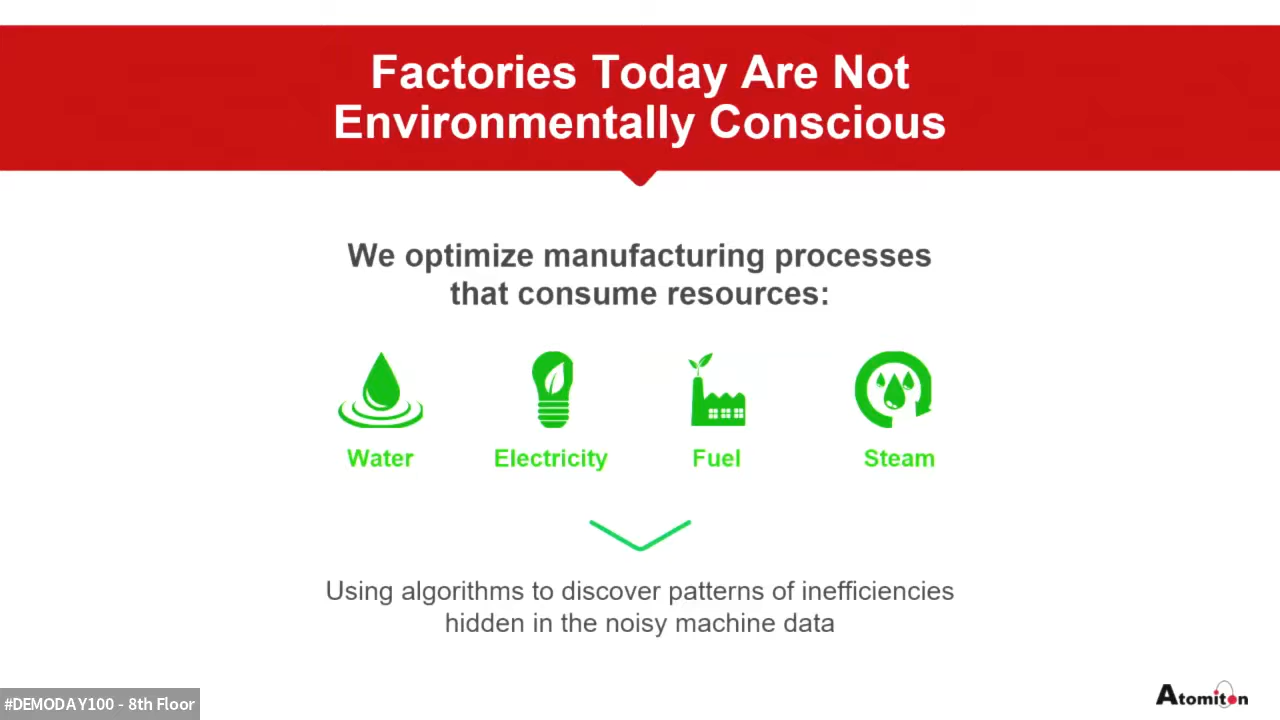 Factories Today Are Not
Environmentally Conscious
We optimize manufacturing processes
that consume resources:
Water Electricity Fuel Steam
Using algorithms to discover patterns of inefficiencies
hidden in the noisy machine data
#DEMODAY100 - 8th Floor
Atomiton